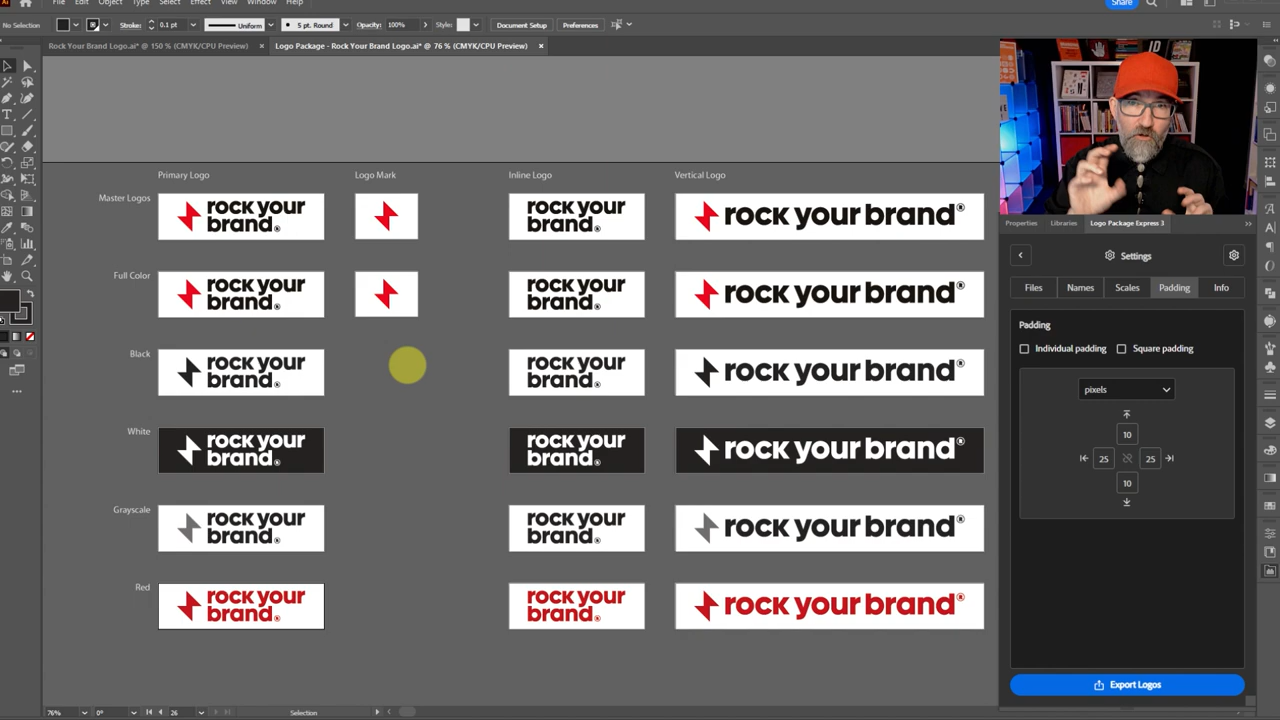 File Edit Object Type Select Effect View Window Help
Share
No Selection Stroke: 0.1 pt Uniform 5 pt. Round Opacity: 100% Style: Document Setup Preferences
Rock Your Brand Logo.ai* @ 150 % (CMYK/CPU Preview) × Logo Package - Rock Your Brand Logo.ai* @ 76 % (CMYK/CPU Preview) ×
Primary Logo Logo Mark Inline Logo Vertical Logo
Master Logos
rock your
brand®
rock your
brand®
rock your brand®
Full Color
rock your
brand®
rock your
brand®
rock your brand®
Black
rock your
brand®
rock your
brand®
rock your brand®
White
rock your
brand®
rock your
brand®
rock your brand®
Grayscale
rock your
brand®
rock your
brand®
rock your brand®
Red
rock your
brand®
rock your
brand®
rock your brand®
76% 0° 26 Selection
ID
Properties Libraries Logo Package Express 3
Settings
Files Names Scales Padding Info
Padding
Individual padding Square padding
pixels
10
25 25
10
Export Logos